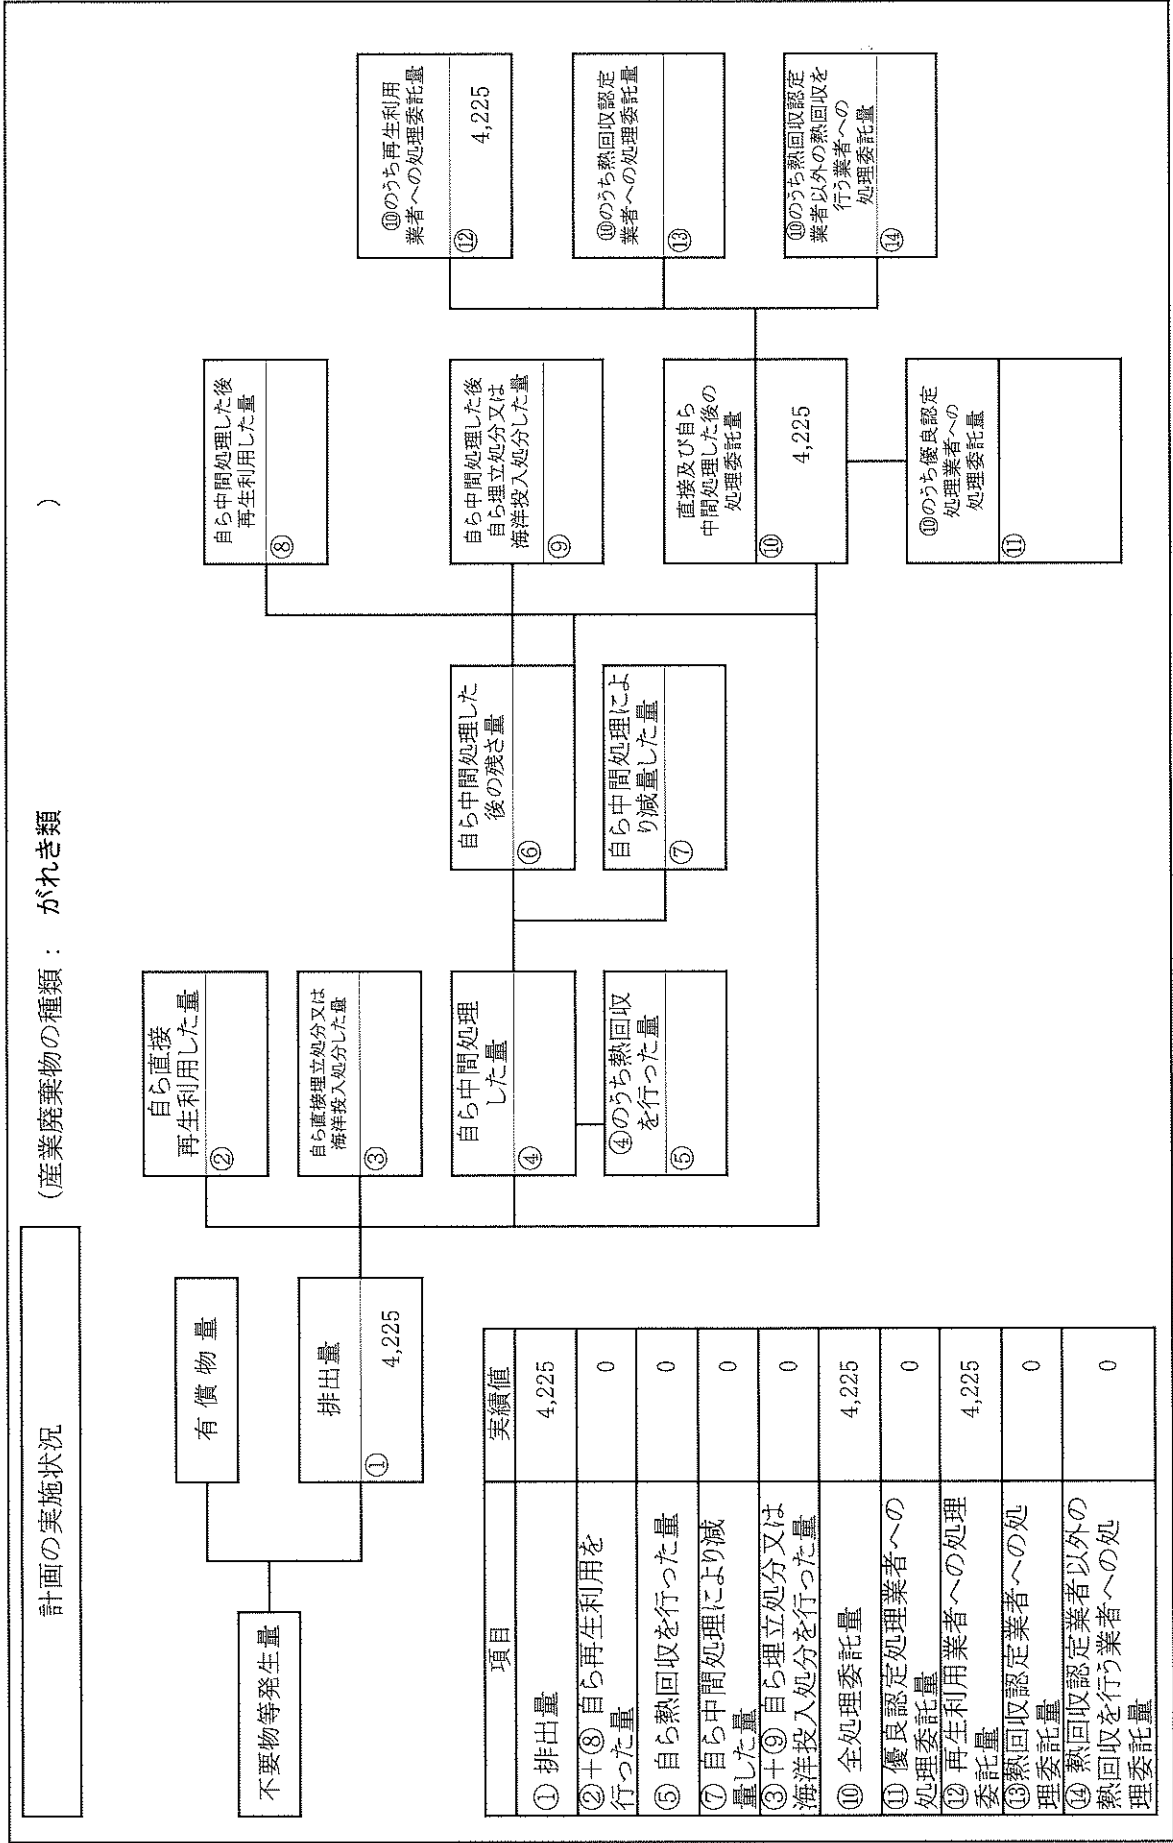 計画の実施状況
（産業廃棄物の種類： がれき類 ）
不要物等発生量
有償物量
排出量
① 4,225
自ら直接
再生利用した量
②
自ら直接埋立処分又は
海洋投入処分した量
③
自ら中間処理
した量
④
④のうち熱回収
を行った量
⑤
自ら中間処理した
後の残さ量
⑥
自ら中間処理によ
り減量した量
⑦
自ら中間処理した後
再生利用した量
⑧
自ら中間処理した後
自ら埋立処分又は
海洋投入処分した量
⑨
直接及び自ら
中間処理した後の
処理委託量
⑩ 4,225
⑩のうち優良認定
処理業者への
処理委託量
⑪
⑩のうち再生利用
業者への処理委託量
⑫ 4,225
⑩のうち熱回収認定
業者への処理委託量
⑬
⑩のうち熱回収認定
業者以外の熱回収を
行う業者への
処理委託量
⑭
項目 実績値
① 排出量 4,225
②＋⑧ 自ら再生利用を
行った量 0
⑤ 自ら熱回収を行った量 0
⑦ 自ら中間処理により減
量した量 0
③＋⑨ 自ら埋立処分又は
海洋投入処分を行った量 0
⑩ 全処理委託量 4,225
⑪ 優良認定処理業者への
処理委託量 0
⑫ 再生利用業者への処理
委託量 4,225
⑬熱回収認定業者への処
理委託量 0
⑭ 熱回収認定業者以外の
熱回収を行う業者への処
理委託量 0